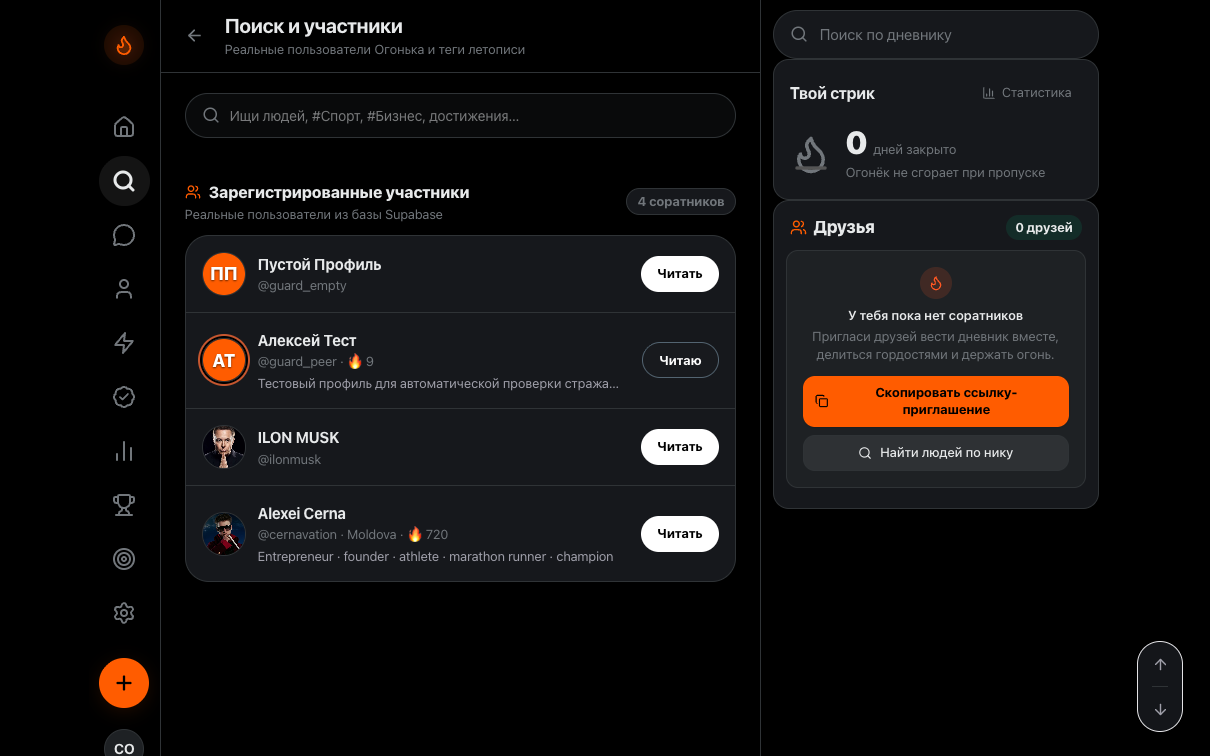 Поиск и участники
Реальные пользователи Огонька и теги летописи
Ищи людей, #Спорт, #Бизнес, достижения...
Зарегистрированные участники
Реальные пользователи из базы Supabase
4 соратников
ПП
Пустой Профиль
@guard_empty
Читать
АТ
Алексей Тест
@guard_peer · 🔥 9
Тестовый профиль для автоматической проверки стража...
Читаю
ILON MUSK
@ilonmusk
Читать
Alexei Cerna
@cernavation · Moldova · 🔥 720
Entrepreneur · founder · athlete · marathon runner · champion
Читать
СО
Поиск по дневнику
Твой стрик
Статистика
0 дней закрыто
Огонёк не сгорает при пропуске
Друзья
0 друзей
У тебя пока нет соратников
Пригласи друзей вести дневник вместе,
делиться гордостями и держать огонь.
Скопировать ссылку-
приглашение
Найти людей по нику